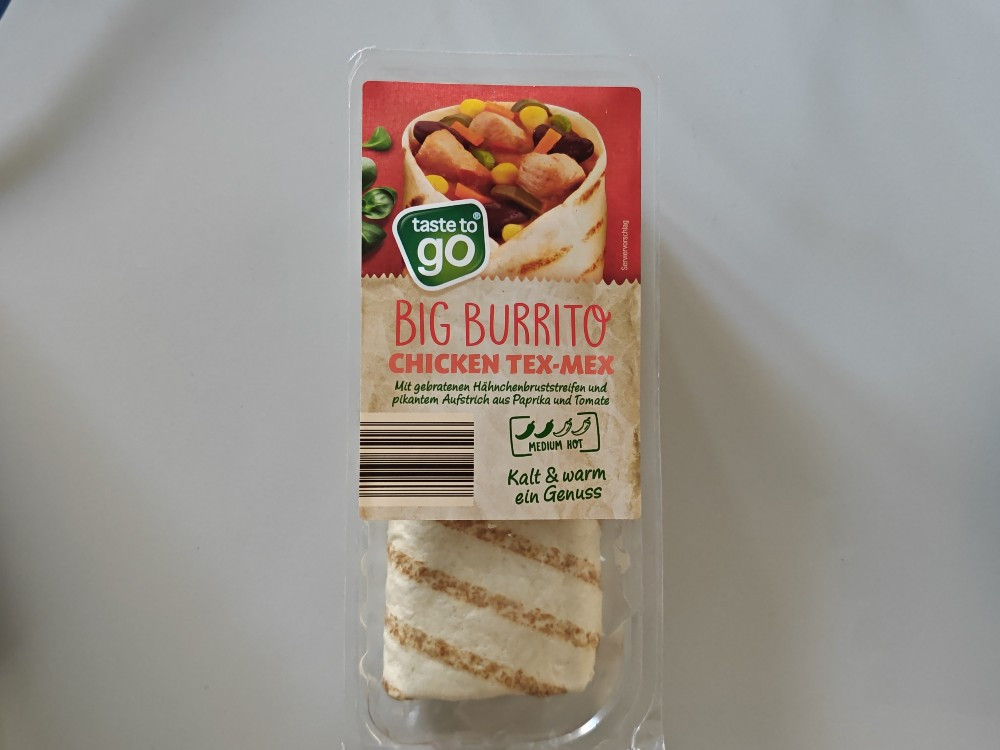 Serviervorschlag
taste to®
go
BIG BURRITO
CHICKEN TEX-MEX
Mit gebratenen Hähnchenbruststreifen und
pikantem Aufstrich aus Paprika und Tomate
MEDIUM HOT
Kalt & warm
ein Genuss